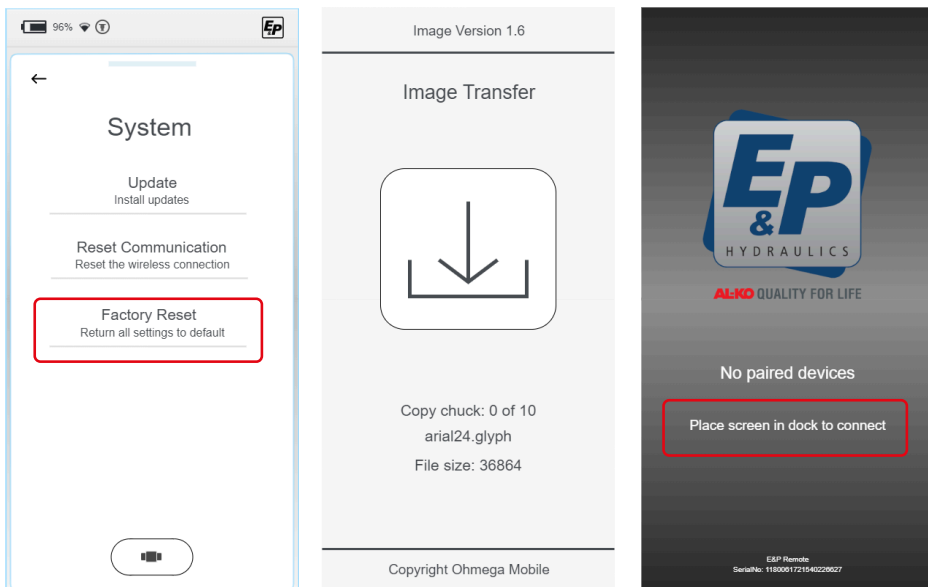 96%
E&P
System
Update
Install updates
Reset Communication
Reset the wireless connection
Factory Reset
Return all settings to default
Image Version 1.6
Image Transfer
Copy chuck: 0 of 10
arial24.glyph
File size: 36864
Copyright Ohmega Mobile
E&P
HYDRAULICS
AL-KO QUALITY FOR LIFE
No paired devices
Place screen in dock to connect
E&P Remote
SerialNo: 1180061721540226627